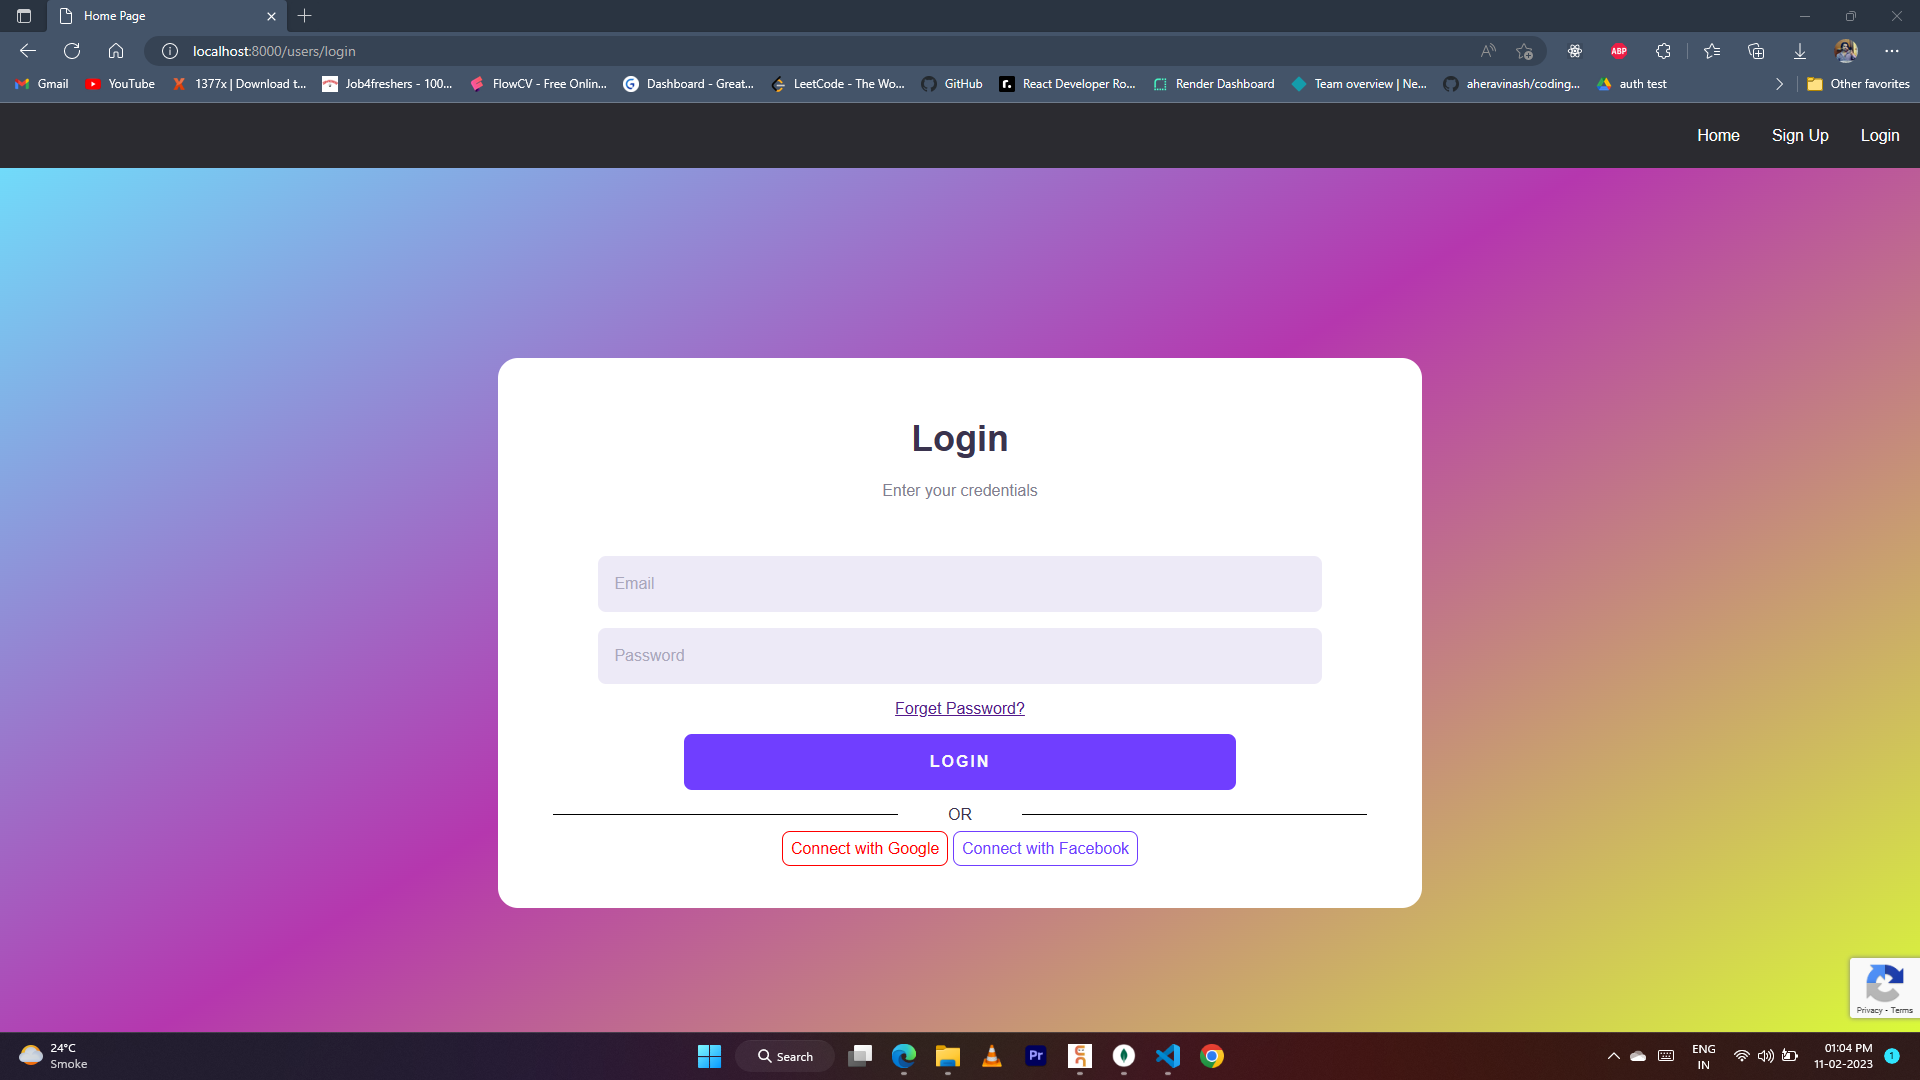 Home Page
localhost:8000/users/login
Gmail
YouTube
1377x | Download t...
Job4freshers - 100...
FlowCV - Free Onlin...
Dashboard - Great...
LeetCode - The Wo...
GitHub
React Developer Ro...
Render Dashboard
Team overview | Ne...
aheravinash/coding...
auth test
Other favorites
ABP
Home
Sign Up
Login
Login
Enter your credentials
Email
Password
Forget Password?
LOGIN
OR
Connect with Google
Connect with Facebook
Privacy - Terms
24°C
Smoke
Search
Pr
ENG
IN
01:04 PM
11-02-2023
1